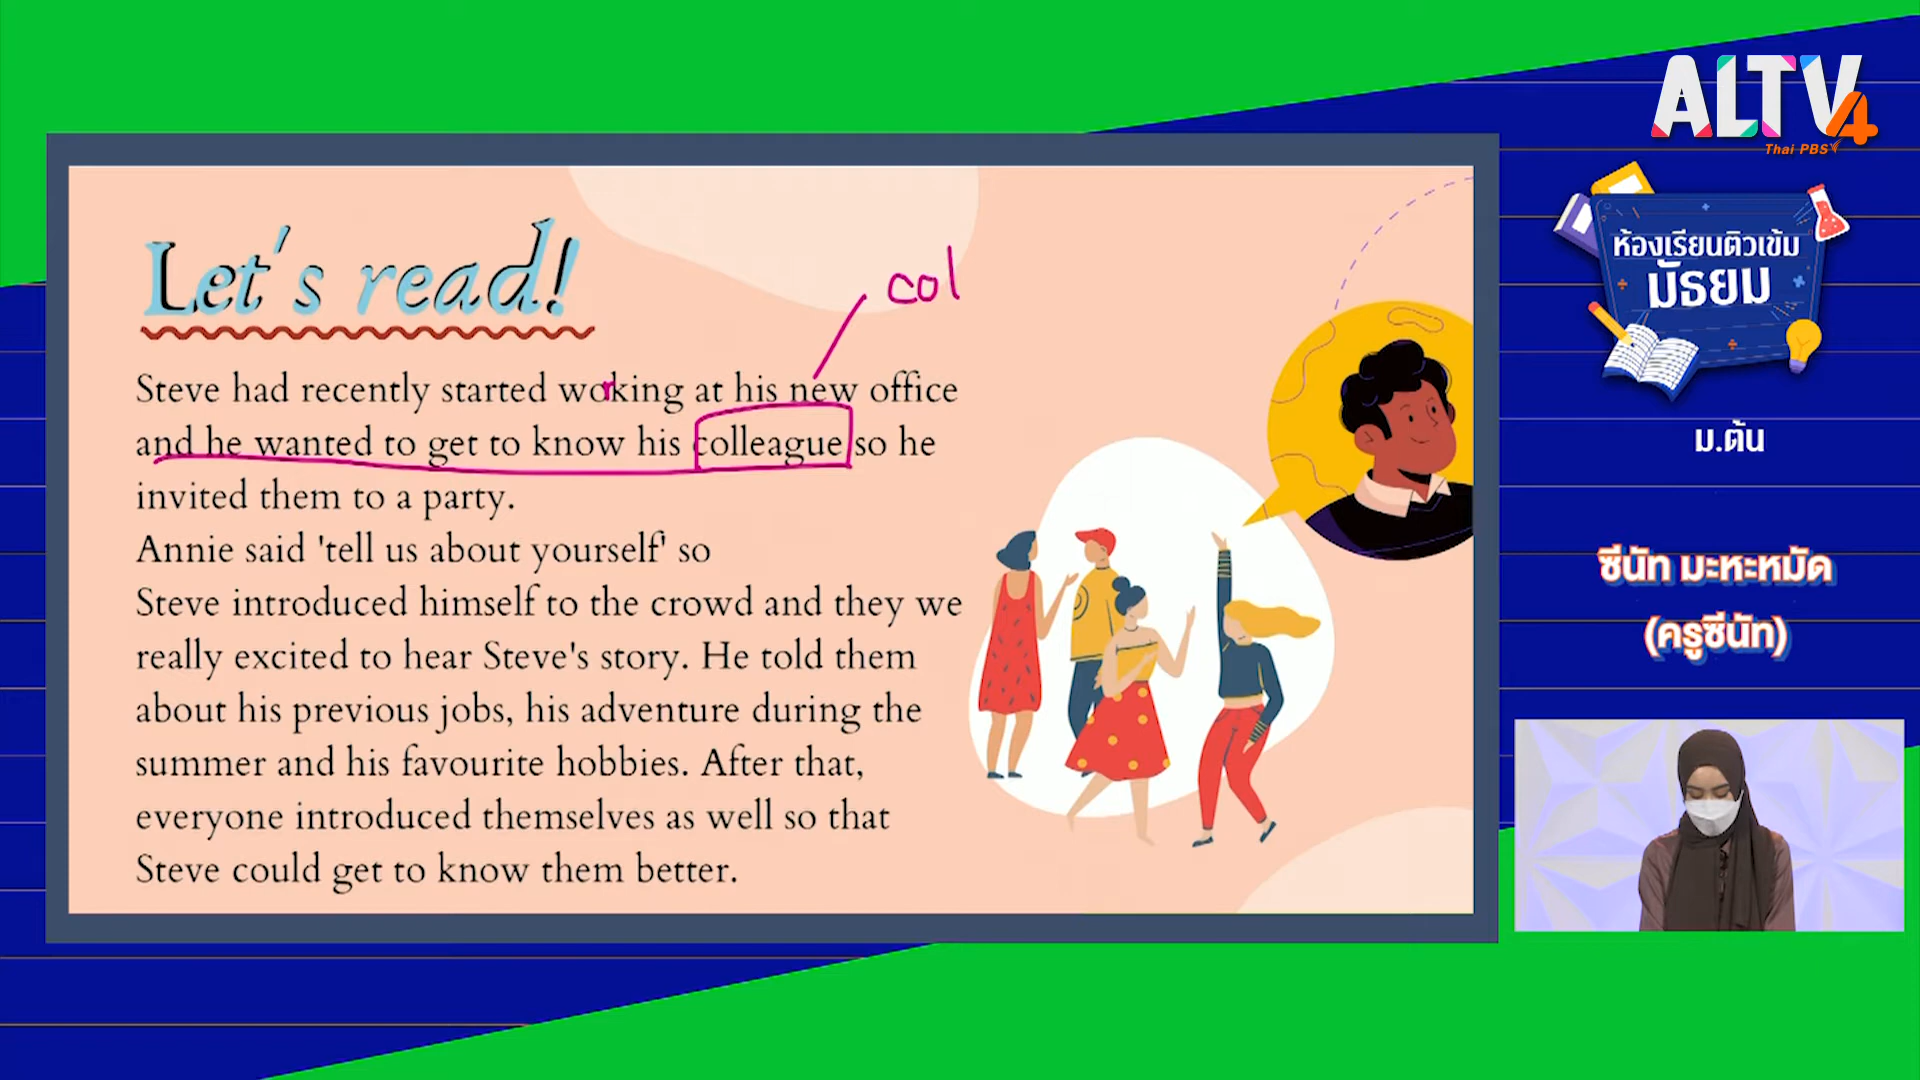 ALTV4
Thai PBS
ห้องเรียนติวเข้ม
มัธยม
ม.ต้น
ซีนัท มะหะหมัด
(ครูซีนัท)
Let's read!
col
Steve had recently started working at his new office
and he wanted to get to know his colleague so he
invited them to a party.
Annie said 'tell us about yourself' so
Steve introduced himself to the crowd and they we
really excited to hear Steve's story. He told them
about his previous jobs, his adventure during the
summer and his favourite hobbies. After that,
everyone introduced themselves as well so that
Steve could get to know them better.